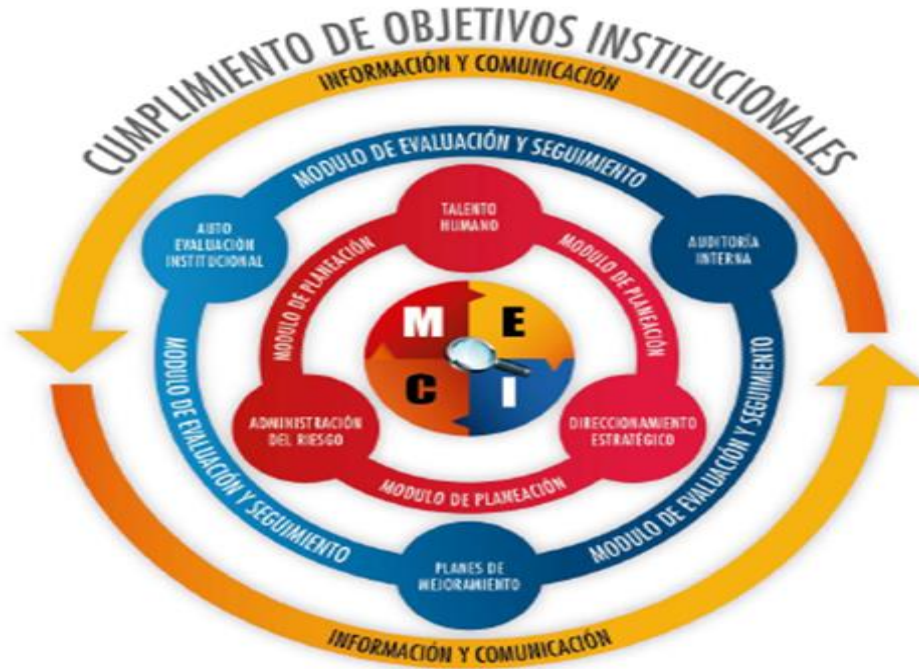 CUMPLIMIENTO DE OBJETIVOS INSTITUCIONALES
INFORMACIÓN Y COMUNICACIÓN
MODULO DE EVALUACIÓN Y SEGUIMIENTO
AUTO
EVALUACIÓN
INSTITUCIONAL
TALENTO
HUMANO
AUDITORÍA
INTERNA
MODULO DE PLANEACIÓN
MODULO DE PLANEACIÓN
M E
C I
MODULO DE EVALUACIÓN Y SEGUIMIENTO
MODULO DE EVALUACIÓN Y SEGUIMIENTO
ADMINISTRACIÓN
DEL RIESGO
DIRECCIONAMIENTO
ESTRATÉGICO
MODULO DE PLANEACIÓN
PLANES DE
MEJORAMIENTO
INFORMACIÓN Y COMUNICACIÓN